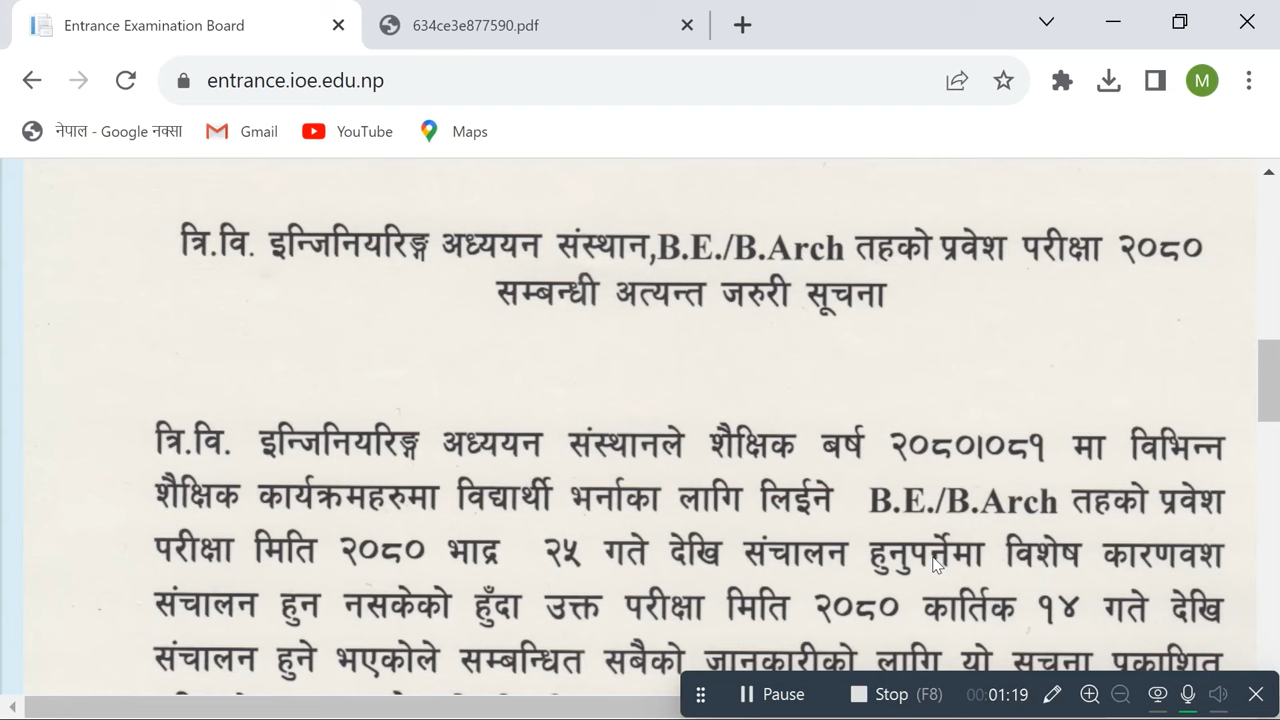 Entrance Examination Board
634ce3e877590.pdf
entrance.ioe.edu.np
M
नेपाल - Google नक्सा
Gmail
YouTube
Maps
त्रि.वि. इन्जिनियरिङ्ग अध्ययन संस्थान,B.E./B.Arch तहको प्रवेश परीक्षा २०८०
सम्बन्धी अत्यन्त जरुरी सूचना
त्रि.वि. इन्जिनियरिङ्ग अध्ययन संस्थानले शैक्षिक बर्ष २०८०।०८१ मा विभिन्न
शैक्षिक कार्यक्रमहरुमा विद्यार्थी भर्नाका लागि लिईने B.E./B.Arch तहको प्रवेश
परीक्षा मिति २०८० भाद्र २५ गते देखि संचालन हुनुपर्नेमा विशेष कारणवश
संचालन हुन नसकेको हुँदा उक्त परीक्षा मिति २०८० कार्तिक १४ गते देखि
संचालन हुने भएकोले सम्बन्धित सबैको जानकारीको लागि यो सूचना प्रकाशित
Pause
Stop (F8)
00:01:19